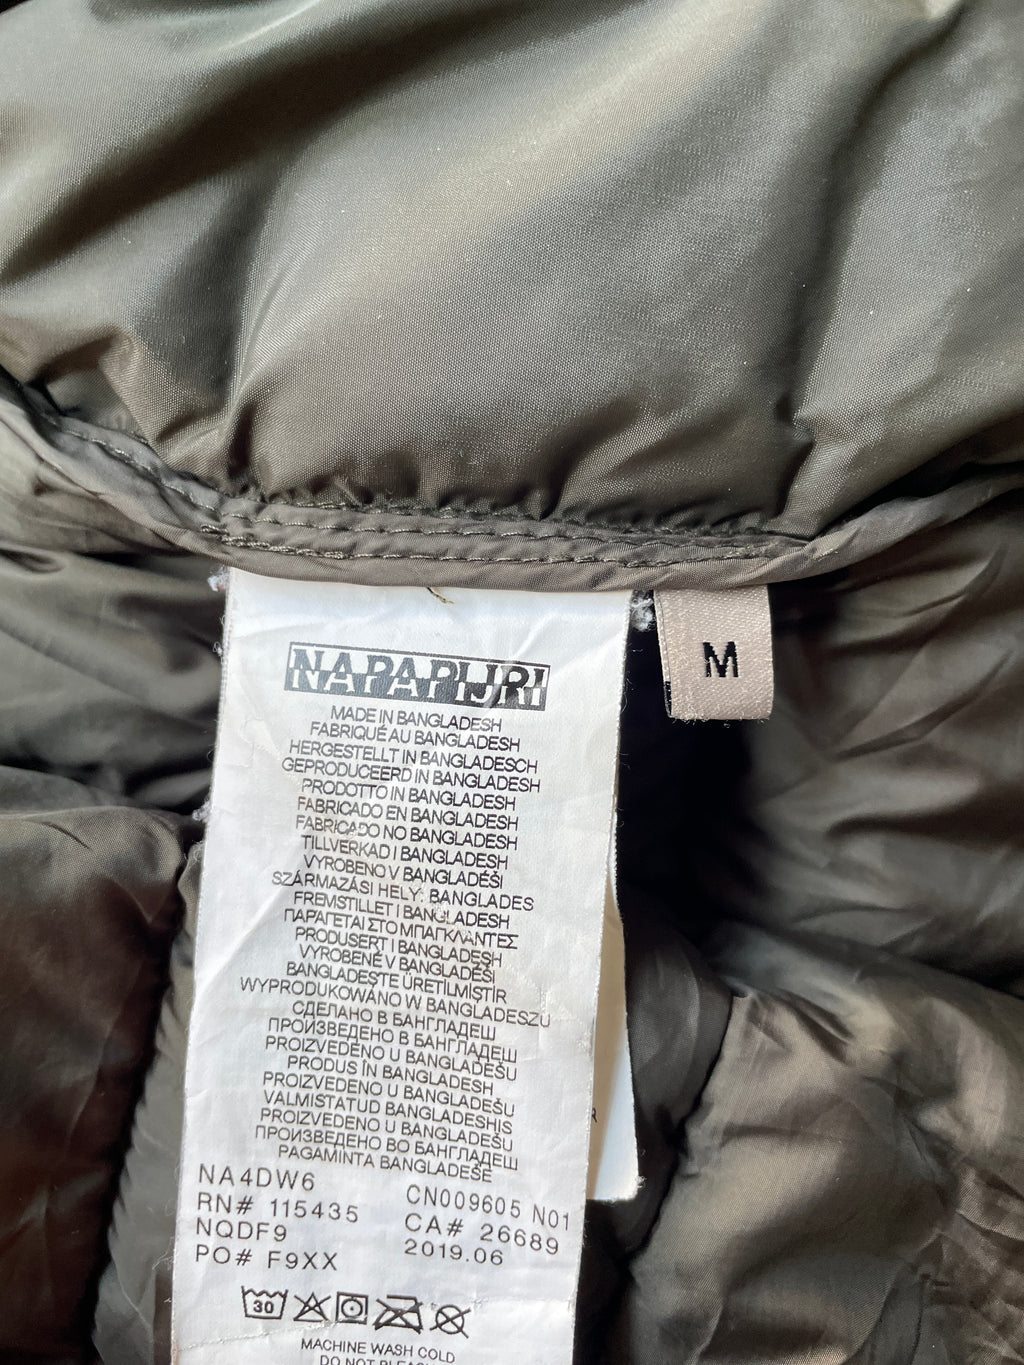 NAPAPIJRI
M
MADE IN BANGLADESH
FABRIQUÉ AU BANGLADESH
HERGESTELLT IN BANGLADESCH
GEPRODUCEERD IN BANGLADESH
PRODOTTO IN BANGLADESH
FABRICADO EN BANGLADESH
FABRICADO NO BANGLADESH
TILLVERKAD I BANGLADESH
VYROBENO V BANGLADÉŠI
SZÁRMAZÁSI HELY: BANGLADES
FREMSTILLET I BANGLADESH
ΠΑΡΑΓΕΤΑΙ ΣΤΟ ΜΠΑΓΚΛΑΝΤΕΣ
PRODUSERT I BANGLADESH
VYROBENÉ V BANGLADÉŠI
BANGLADEŞTE ÜRETILMIŞTIR
WYPRODUKOWANO W BANGLADESZU
СДЕЛАНО В БАНГЛАДЕШ
ПРОИЗВЕДЕНО В БАНГЛАДЕШ
PROIZVEDENO U BANGLADEŠU
PRODUS ÎN BANGLADESH
PROIZVEDENO U BANGLADEŠU
VALMISTATUD BANGLADESHIS
PROIZVEDENO U BANGLADEŠU
ПРОИЗВЕДЕНО ВО БАНГЛАДЕШ
PAGAMINTA BANGLADEŠE
NA4DW6 CN009605 N01
RN# 115435 CA# 26689
NQDF9 2019.06
PO# F9XX
30
MACHINE WASH COLD
DO NOT BLEACH